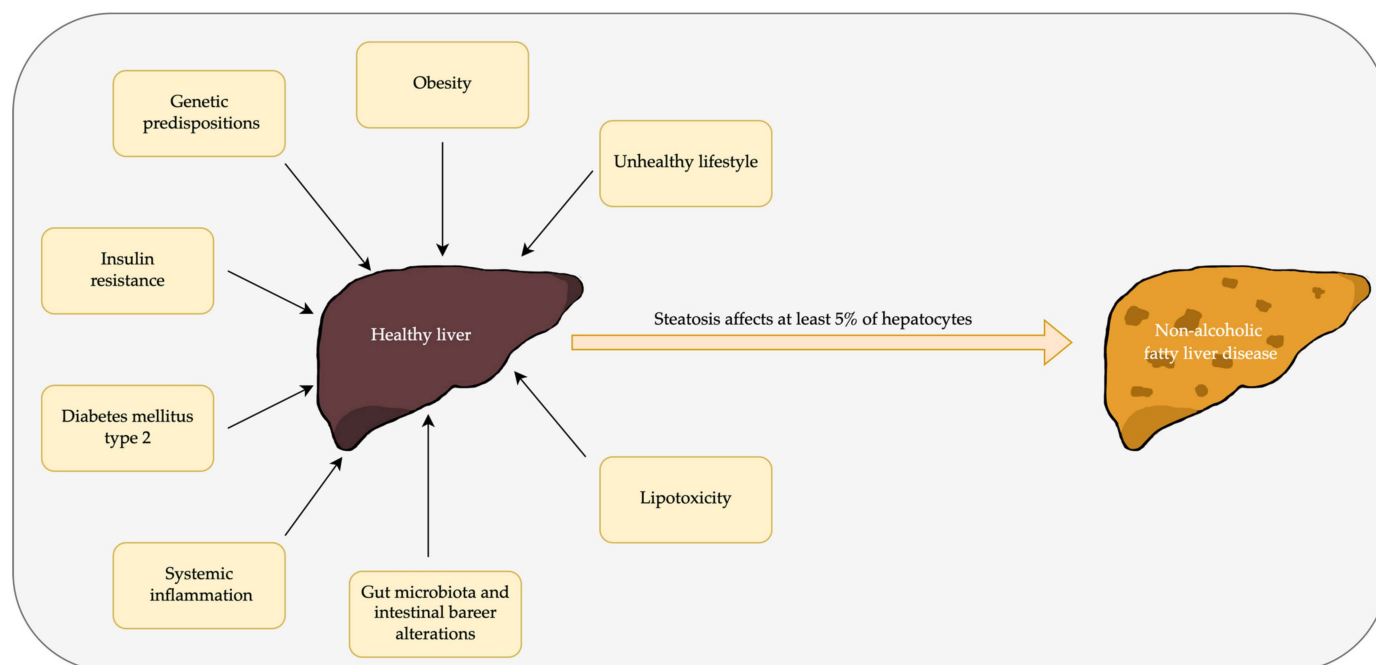 Obesity
Genetic
predispositions
Unhealthy lifestyle
Insulin
resistance
Healthy liver
Steatosis affects at least 5% of hepatocytes
Non-alcoholic
fatty liver disease
Diabetes mellitus
type 2
Lipotoxicity
Systemic
inflammation
Gut microbiota and
intestinal bareer
alterations